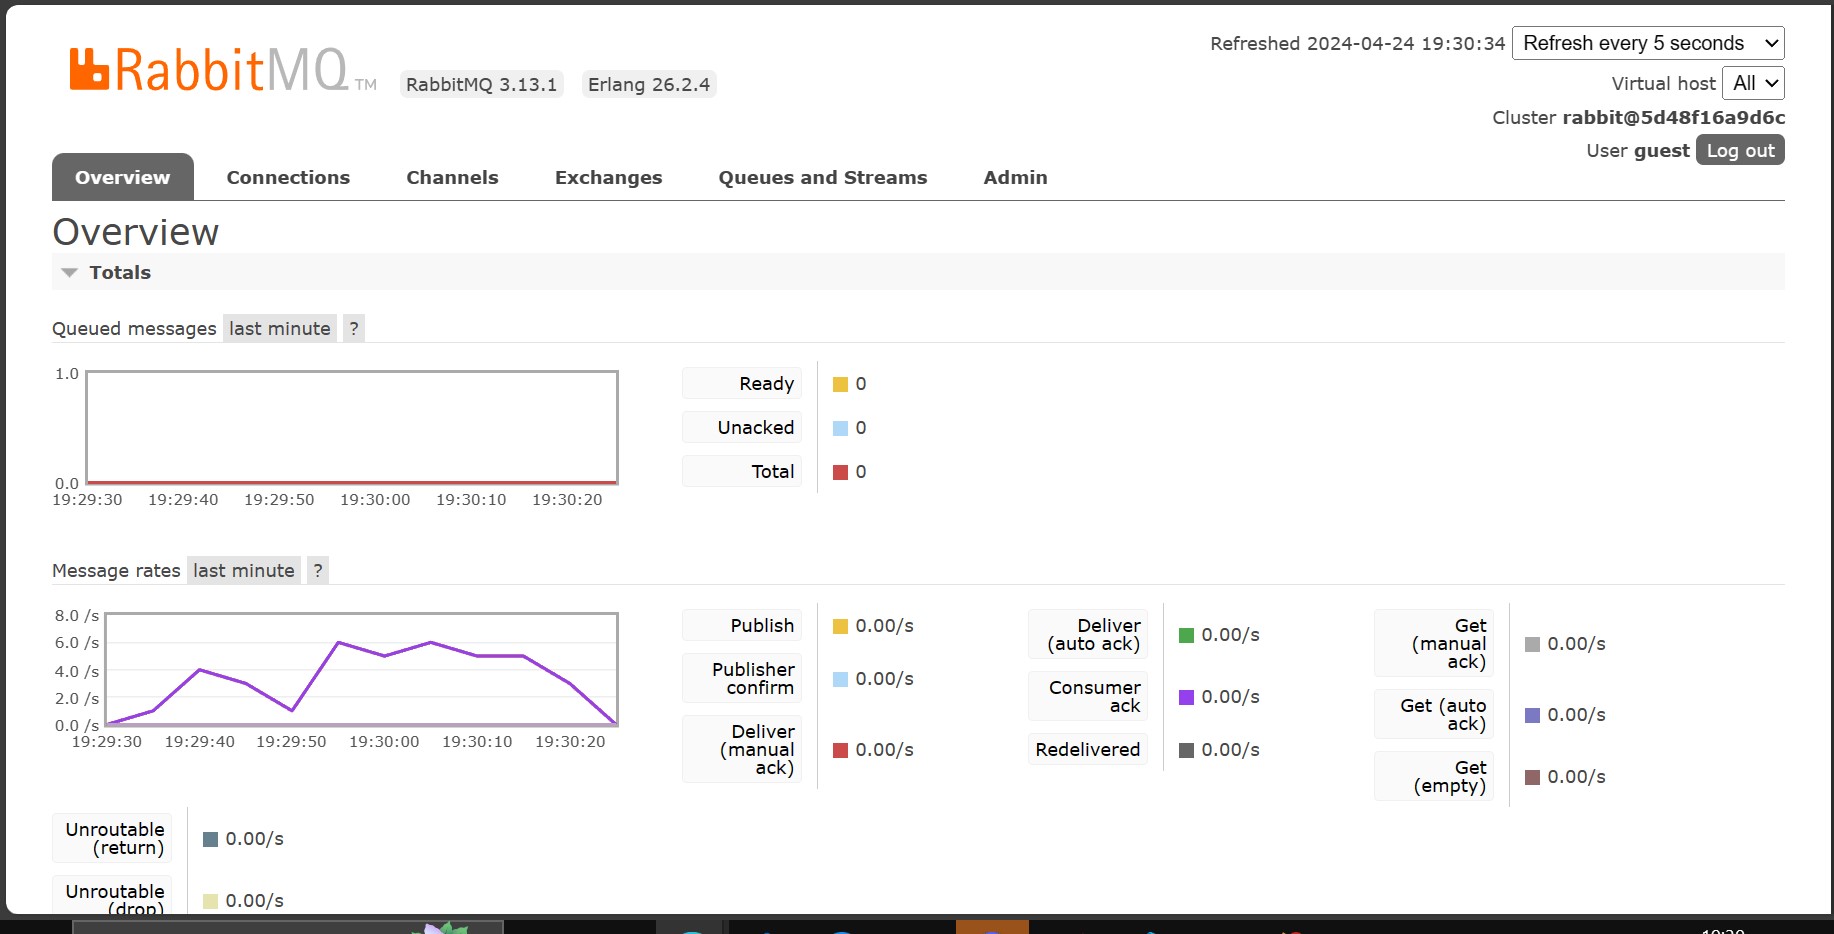 RabbitMQ TM
RabbitMQ 3.13.1 Erlang 26.2.4
Refreshed 2024-04-24 19:30:34 Refresh every 5 seconds
Virtual host All
Cluster rabbit@5d48f16a9d6c
User guest Log out
Overview Connections Channels Exchanges Queues and Streams Admin
Overview
Totals
Queued messages last minute ?
1.0
0.0
19:29:30 19:29:40 19:29:50 19:30:00 19:30:10 19:30:20
Ready 0
Unacked 0
Total 0
Message rates last minute ?
8.0 /s
6.0 /s
4.0 /s
2.0 /s
0.0 /s
19:29:30 19:29:40 19:29:50 19:30:00 19:30:10 19:30:20
Publish 0.00/s
Publisher
confirm 0.00/s
Deliver
(manual
ack) 0.00/s
Deliver
(auto ack) 0.00/s
Consumer
ack 0.00/s
Redelivered 0.00/s
Get
(manual
ack) 0.00/s
Get (auto
ack) 0.00/s
Get
(empty) 0.00/s
Unroutable
(return) 0.00/s
Unroutable
(drop) 0.00/s